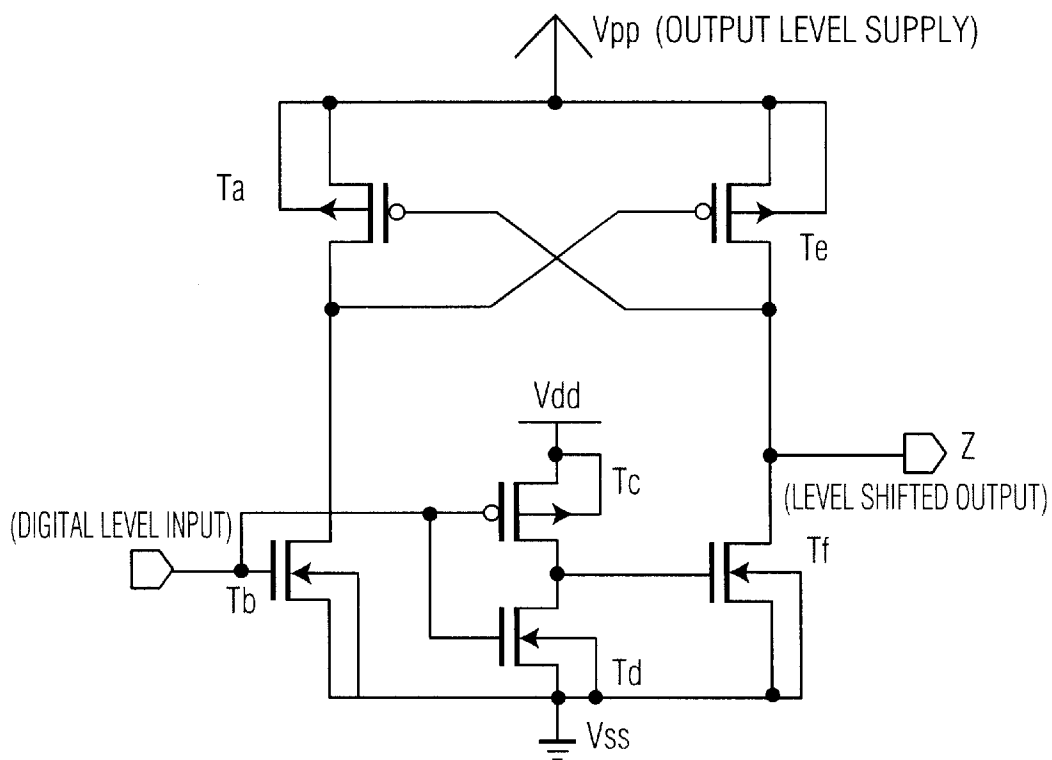 Vpp (OUTPUT LEVEL SUPPLY)
Ta
Te
Vdd
Tc
Z
(LEVEL SHIFTED OUTPUT)
(DIGITAL LEVEL INPUT)
Tf
Tb
Td
Vss